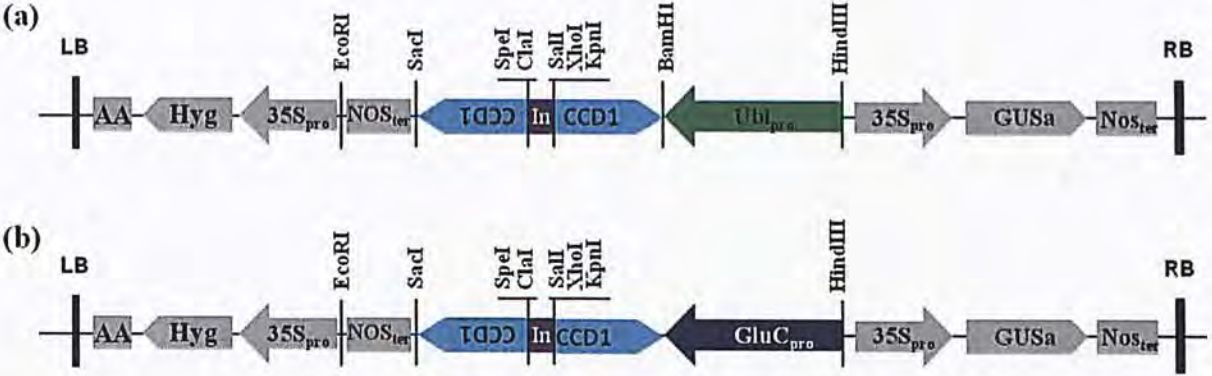 (a)
LB EcoRI SacI SpeI ClaI SalI XhoI KpnI BamH1 HindIII RB
AA Hyg 35Spro NOSter CCD1 In CCD1 Ubipro 35Spro GUSa Noster
(b)
LB EcoRI SacI SpeI ClaI SalI XhoI KpnI HindIII RB
AA Hyg 35Spro NOSter CCD1 In CCD1 GluCpro 35Spro GUSa Noster